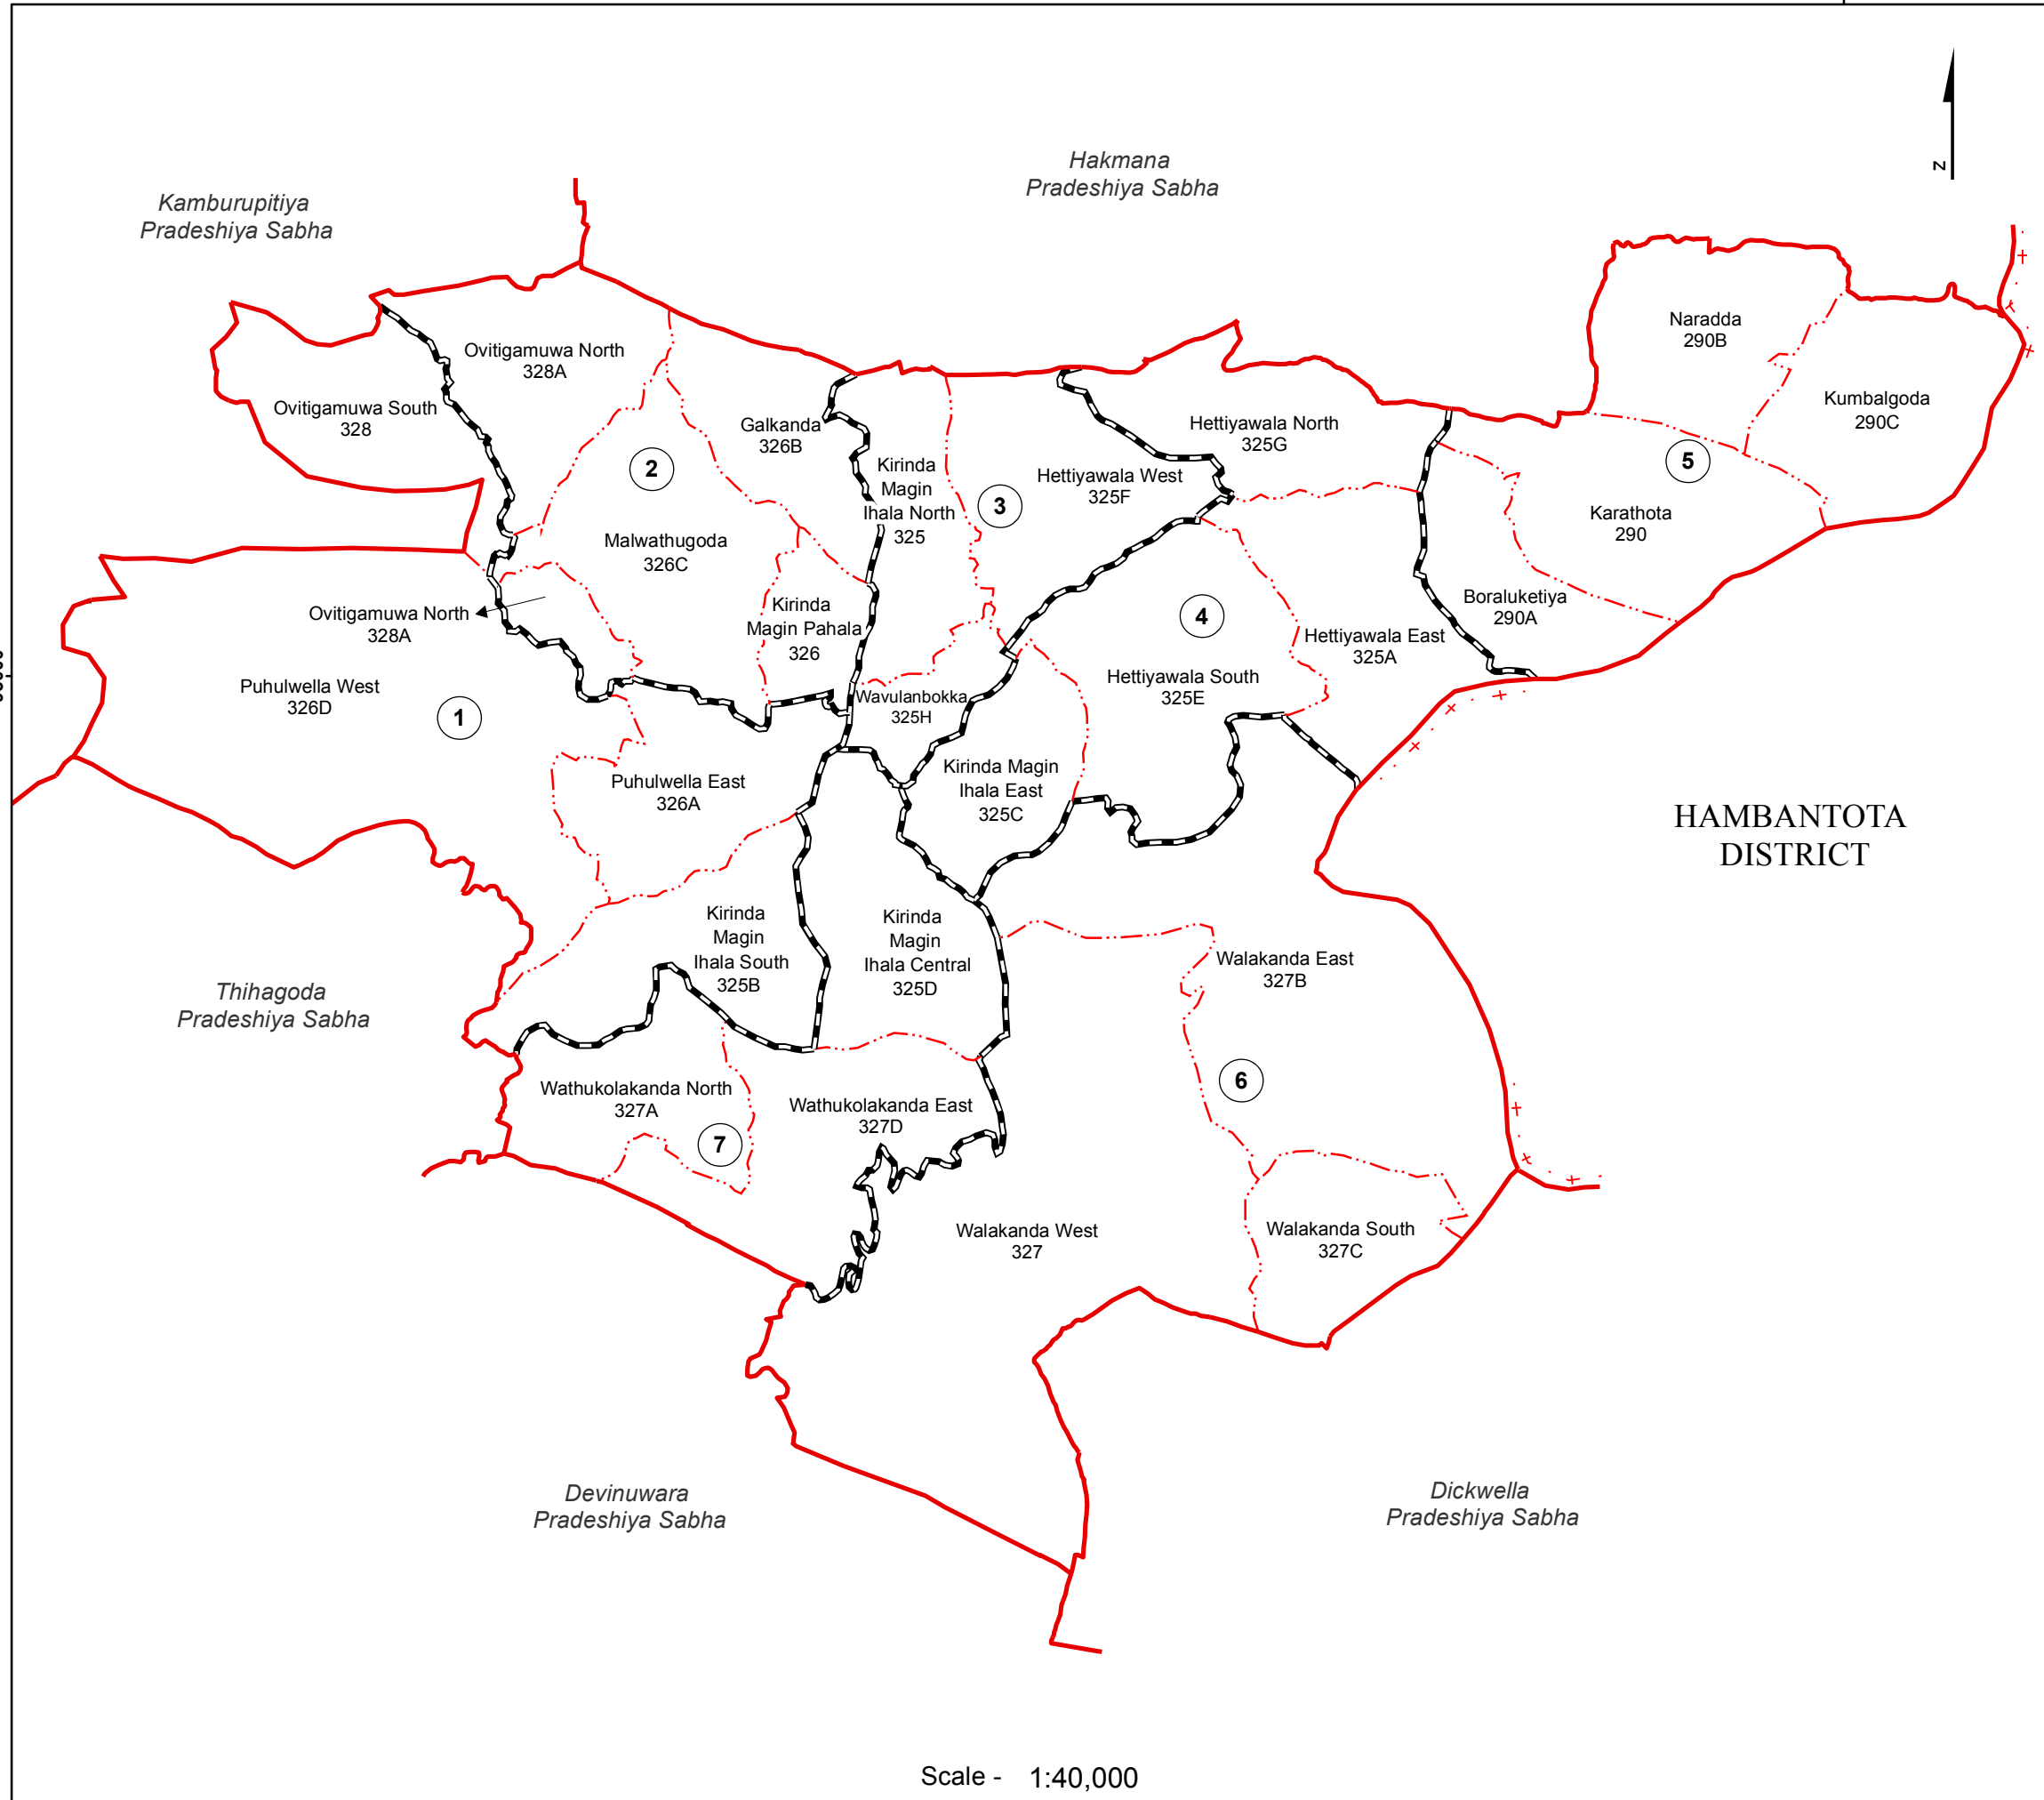 Hakmana
Pradeshiya Sabha
Kamburupitiya
Pradeshiya Sabha
z
Naradda
290B
Kumbalgoda
290C
Ovitigamuwa North
328A
Ovitigamuwa South
328
Galkanda
326B
2
Malwathugoda
326C
Kirinda
Magin
Ihala North
325
3
Hettiyawala North
325G
Hettiyawala West
325F
5
Karathota
290
Boraluketiya
290A
Ovitigamuwa North
328A
Kirinda
Magin Pahala
326
4
Hettiyawala East
325A
Hettiyawala South
325E
Puhulwella West
326D
1
Wavulanbokka
325H
Puhulwella East
326A
Kirinda Magin
Ihala East
325C
HAMBANTOTA
DISTRICT
Kirinda
Magin
Ihala South
325B
Kirinda
Magin
Ihala Central
325D
Walakanda East
327B
Thihagoda
Pradeshiya Sabha
6
Wathukolakanda North
327A
Wathukolakanda East
327D
7
Walakanda West
327
Walakanda South
327C
Devinuwara
Pradeshiya Sabha
Dickwella
Pradeshiya Sabha
Scale - 1:40,000